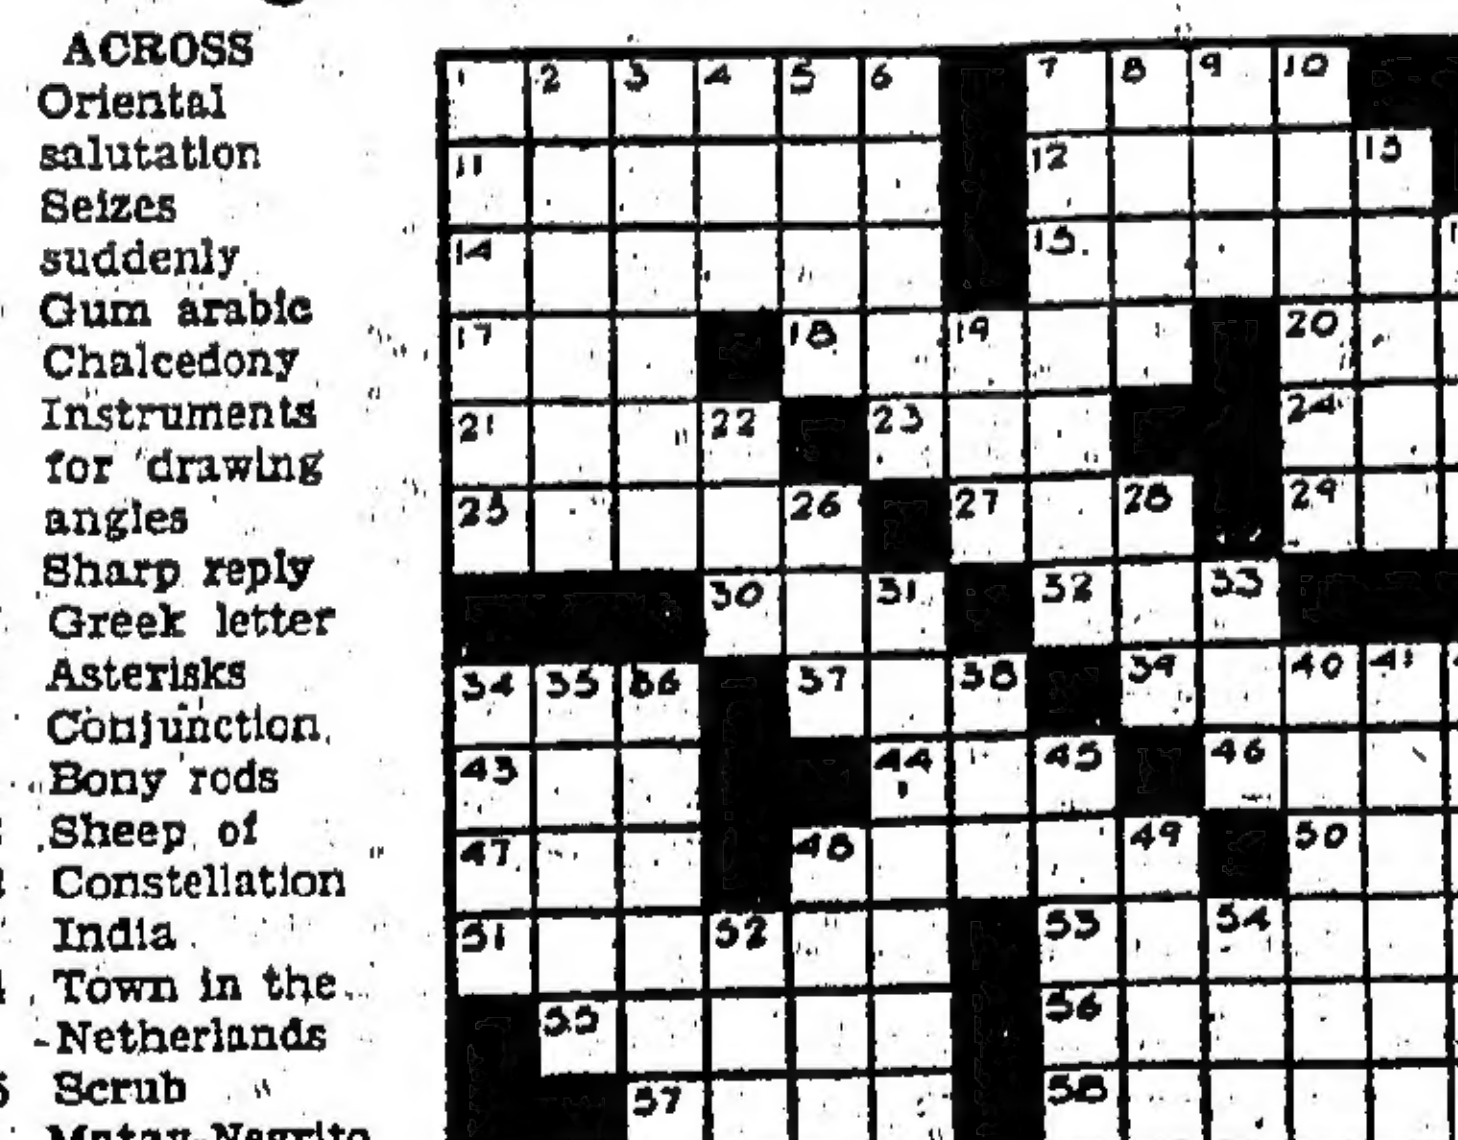 ACROSS
Oriental
salutation
Seizes
suddenly
Gum arabic
Chalcedony
Instruments
for drawing
angles
Sharp reply
Greek letter
Asterisks
Conjunction
Bony rods
Sheep of
Constellation
India
Town in the
Netherlands
Scrub
1 2 3 4 5 6 7 8 9 10
11 12 13
14 15
17 18 19 20
21 22 23 24
25 26 27 28 29
30 31 32 33
34 35 36 37 38 39 40 41
43 44 45 46
47 48 49 50
51 52 53 54
55 56
57 58